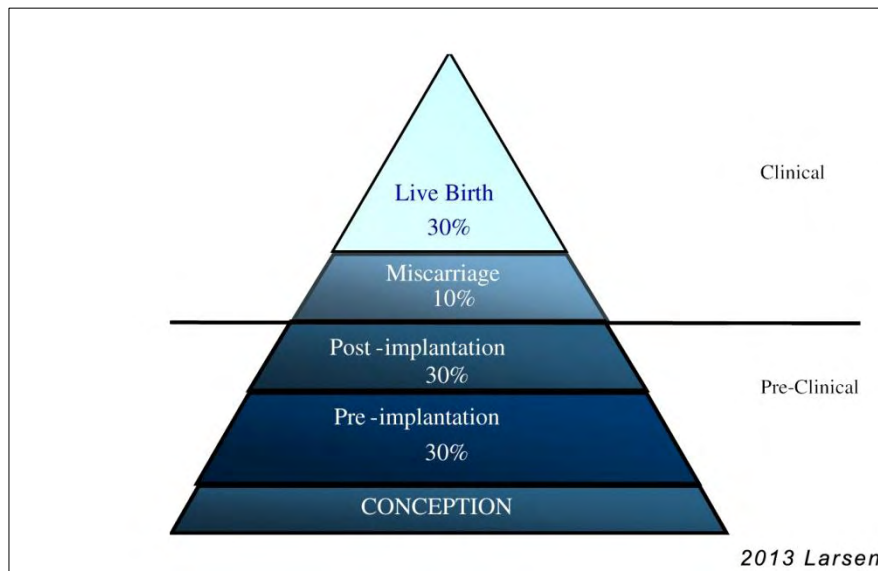 Live Birth
30%
Clinical
Miscarriage
10%
Post -implantation
30%
Pre-Clinical
Pre -implantation
30%
CONCEPTION
2013 Larsen